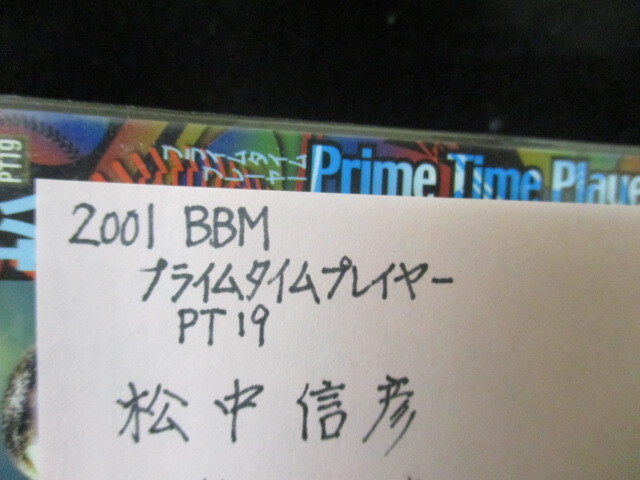 PT19
プライムタイム
プレーヤー
Prime Time Playe
2001 BBM
プライムタイムプレイヤー
PT19
松中信彦